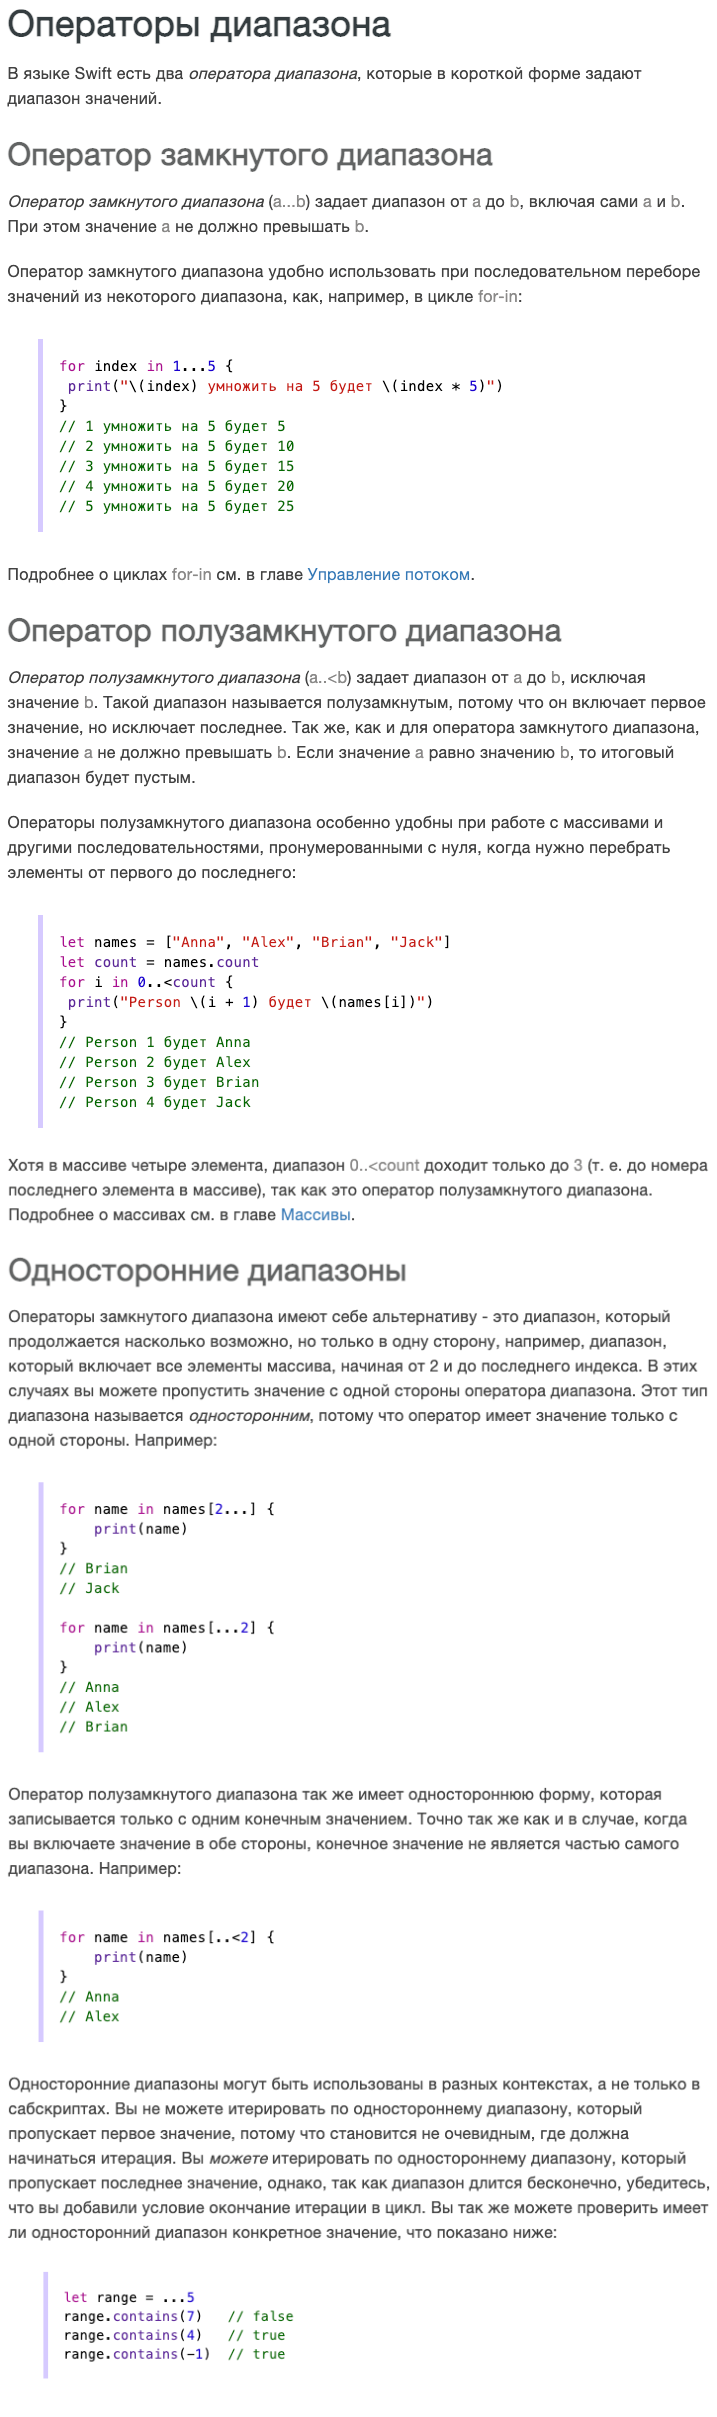 Операторы диапазона
В языке Swift есть два оператора диапазона, которые в короткой форме задают
диапазон значений.
Оператор замкнутого диапазона
Оператор замкнутого диапазона (a...b) задает диапазон от a до b, включая сами a и b.
При этом значение a не должно превышать b.
Оператор замкнутого диапазона удобно использовать при последовательном переборе
значений из некоторого диапазона, как, например, в цикле for-in:
for index in 1...5 {
 print("\(index) умножить на 5 будет \(index * 5)")
}
// 1 умножить на 5 будет 5
// 2 умножить на 5 будет 10
// 3 умножить на 5 будет 15
// 4 умножить на 5 будет 20
// 5 умножить на 5 будет 25
Подробнее о циклах for-in см. в главе Управление потоком.
Оператор полузамкнутого диапазона
Оператор полузамкнутого диапазона (a..<b) задает диапазон от a до b, исключая
значение b. Такой диапазон называется полузамкнутым, потому что он включает первое
значение, но исключает последнее. Так же, как и для оператора замкнутого диапазона,
значение a не должно превышать b. Если значение a равно значению b, то итоговый
диапазон будет пустым.
Операторы полузамкнутого диапазона особенно удобны при работе с массивами и
другими последовательностями, пронумерованными с нуля, когда нужно перебрать
элементы от первого до последнего:
let names = ["Anna", "Alex", "Brian", "Jack"]
let count = names.count
for i in 0..<count {
 print("Person \(i + 1) будет \(names[i])")
}
// Person 1 будет Anna
// Person 2 будет Alex
// Person 3 будет Brian
// Person 4 будет Jack
Хотя в массиве четыре элемента, диапазон 0..<count доходит только до 3 (т. е. до номера
последнего элемента в массиве), так как это оператор полузамкнутого диапазона.
Подробнее о массивах см. в главе Массивы.
Односторонние диапазоны
Операторы замкнутого диапазона имеют себе альтернативу - это диапазон, который
продолжается насколько возможно, но только в одну сторону, например, диапазон,
который включает все элементы массива, начиная от 2 и до последнего индекса. В этих
случаях вы можете пропустить значение с одной стороны оператора диапазона. Этот тип
диапазона называется односторонним, потому что оператор имеет значение только с
одной стороны. Например:
for name in names[2...] {
    print(name)
}
// Brian
// Jack
for name in names[...2] {
    print(name)
}
// Anna
// Alex
// Brian
Оператор полузамкнутого диапазона так же имеет одностороннюю форму, которая
записывается только с одним конечным значением. Точно так же как и в случае, когда
вы включаете значение в обе стороны, конечное значение не является частью самого
диапазона. Например:
for name in names[..<2] {
    print(name)
}
// Anna
// Alex
Односторонние диапазоны могут быть использованы в разных контекстах, а не только в
сабскриптах. Вы не можете итерировать по одностороннему диапазону, который
пропускает первое значение, потому что становится не очевидным, где должна
начинаться итерация. Вы можете итерировать по одностороннему диапазону, который
пропускает последнее значение, однако, так как диапазон длится бесконечно, убедитесь,
что вы добавили условие окончание итерации в цикл. Вы так же можете проверить имеет
ли односторонний диапазон конкретное значение, что показано ниже:
let range = ...5
range.contains(7)   // false
range.contains(4)   // true
range.contains(-1)  // true